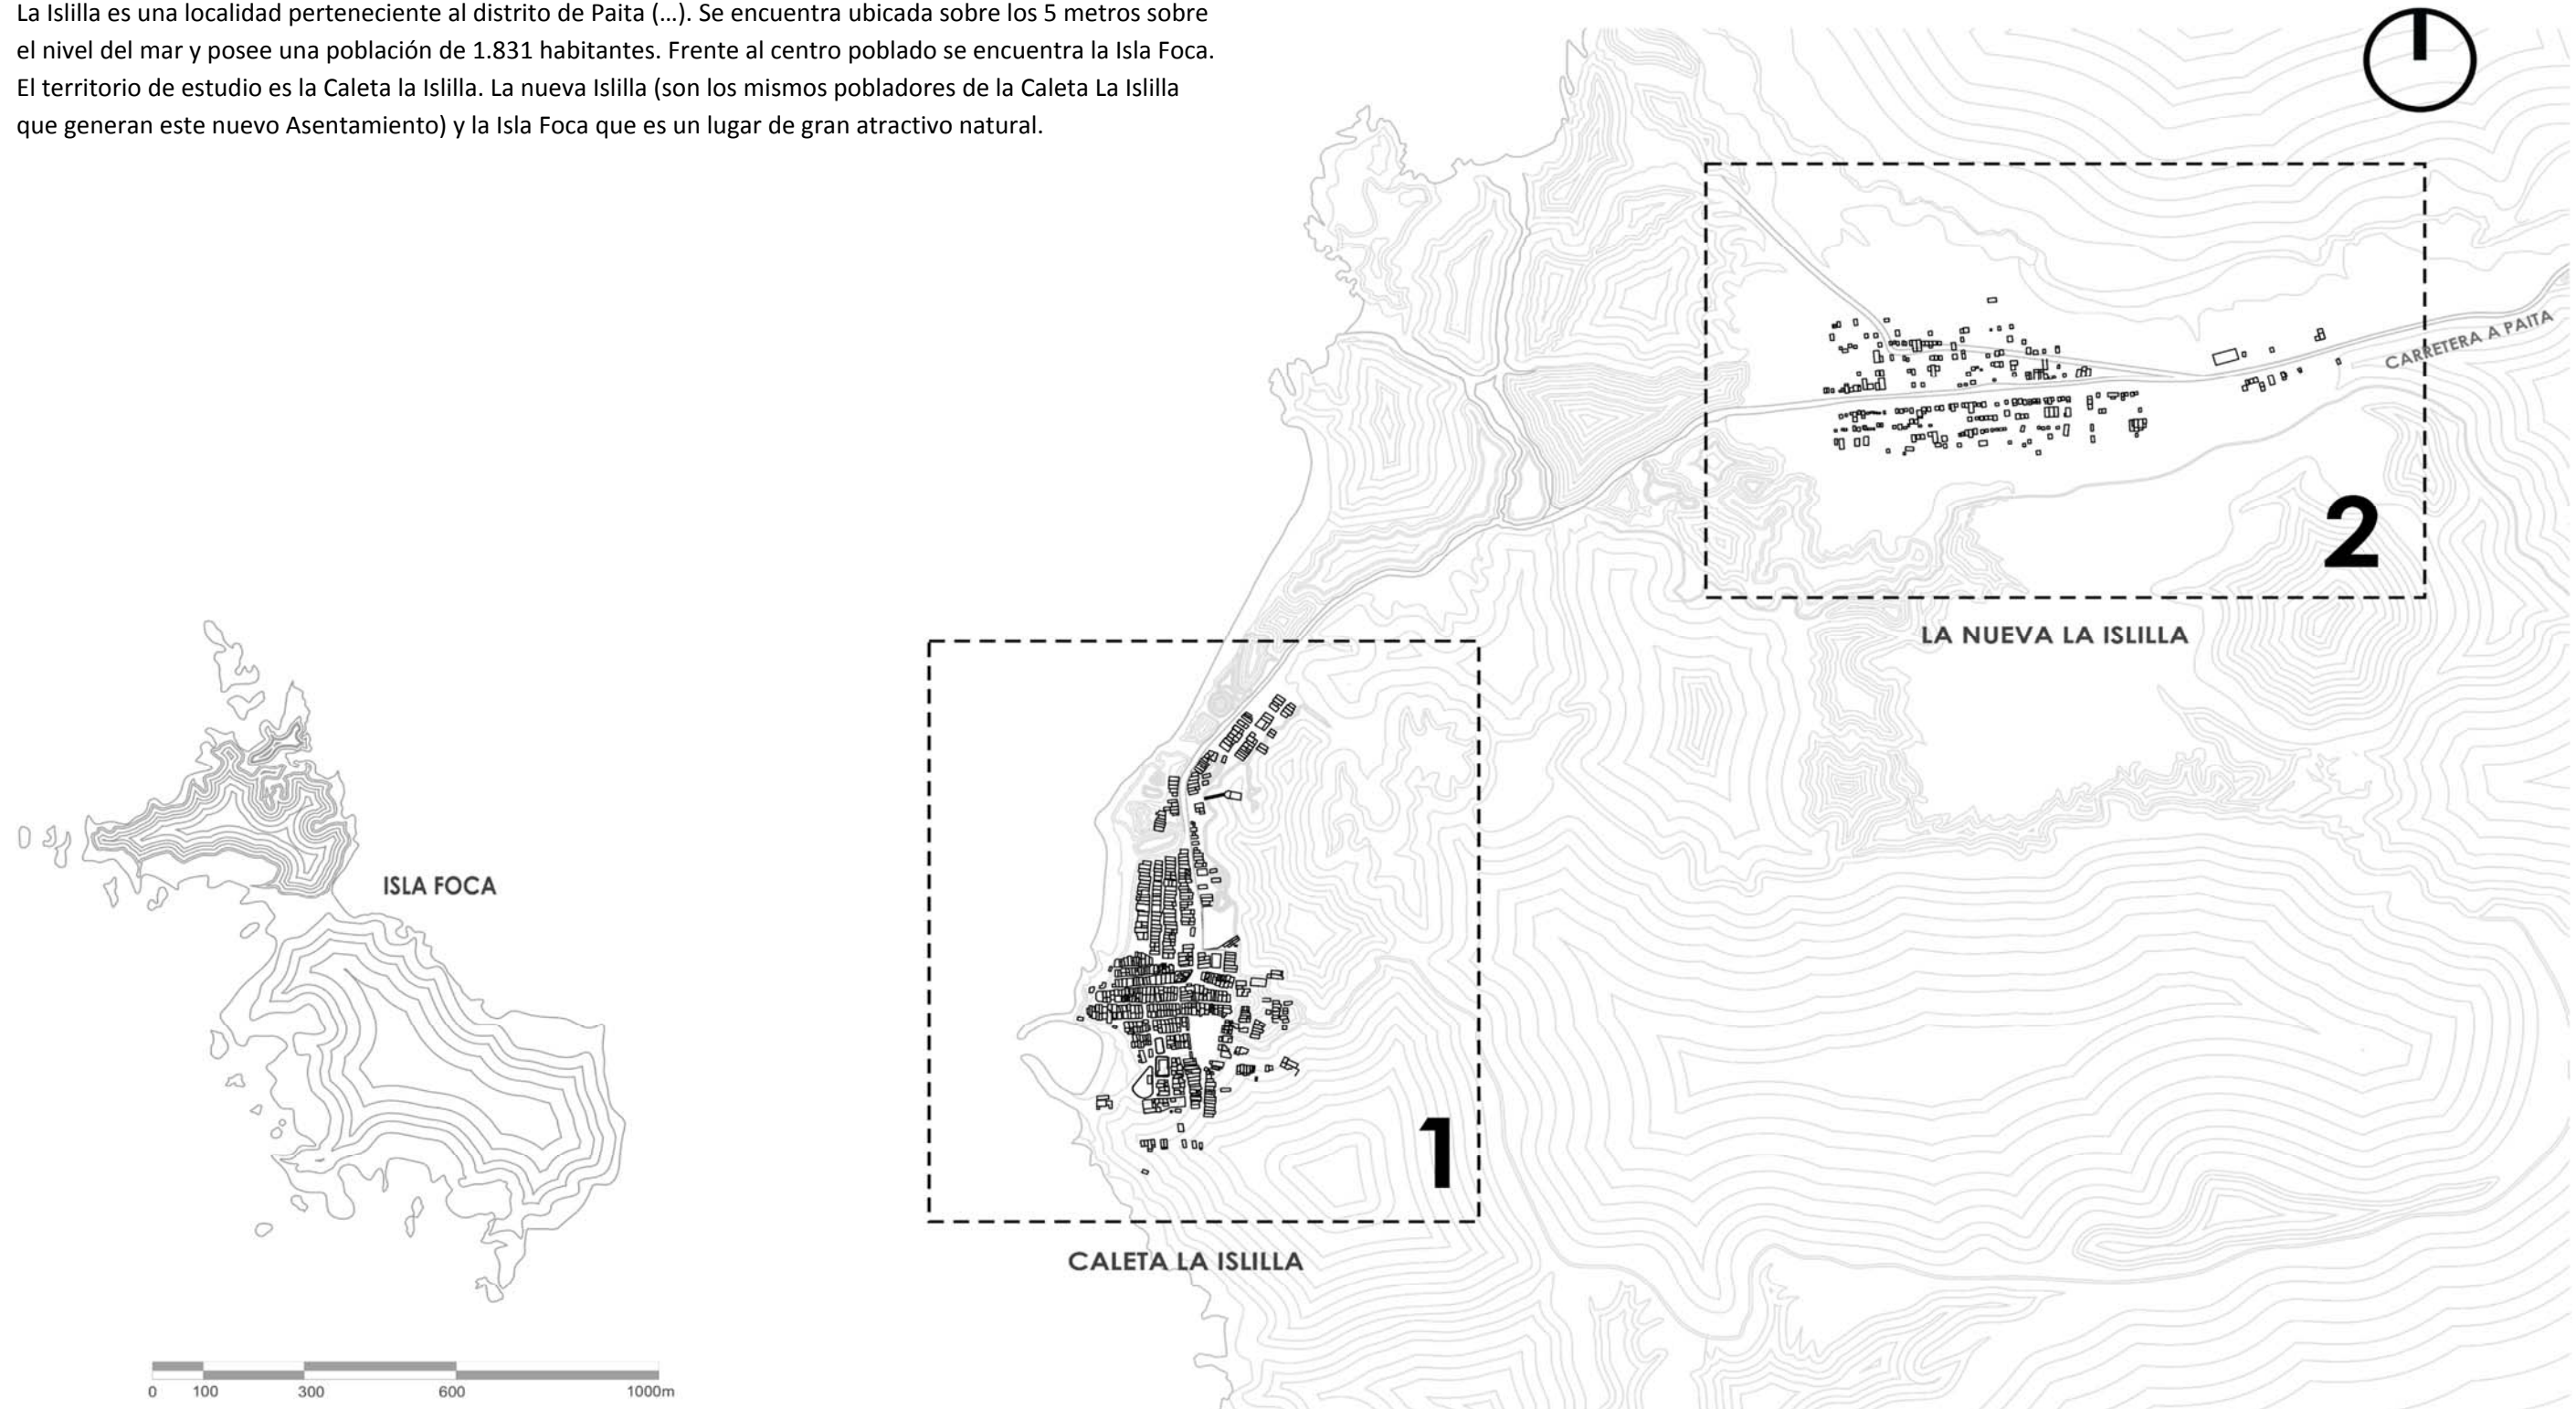 La Islilla es una localidad perteneciente al distrito de Paita (…). Se encuentra ubicada sobre los 5 metros sobre
el nivel del mar y posee una población de 1.831 habitantes. Frente al centro poblado se encuentra la Isla Foca.
El territorio de estudio es la Caleta la Islilla. La nueva Islilla (son los mismos pobladores de la Caleta La Islilla
que generan este nuevo Asentamiento) y la Isla Foca que es un lugar de gran atractivo natural.
CARRETERA A PAITA
2
LA NUEVA LA ISLILLA
ISLA FOCA
1
CALETA LA ISLILLA
0 100 300 600 1000m